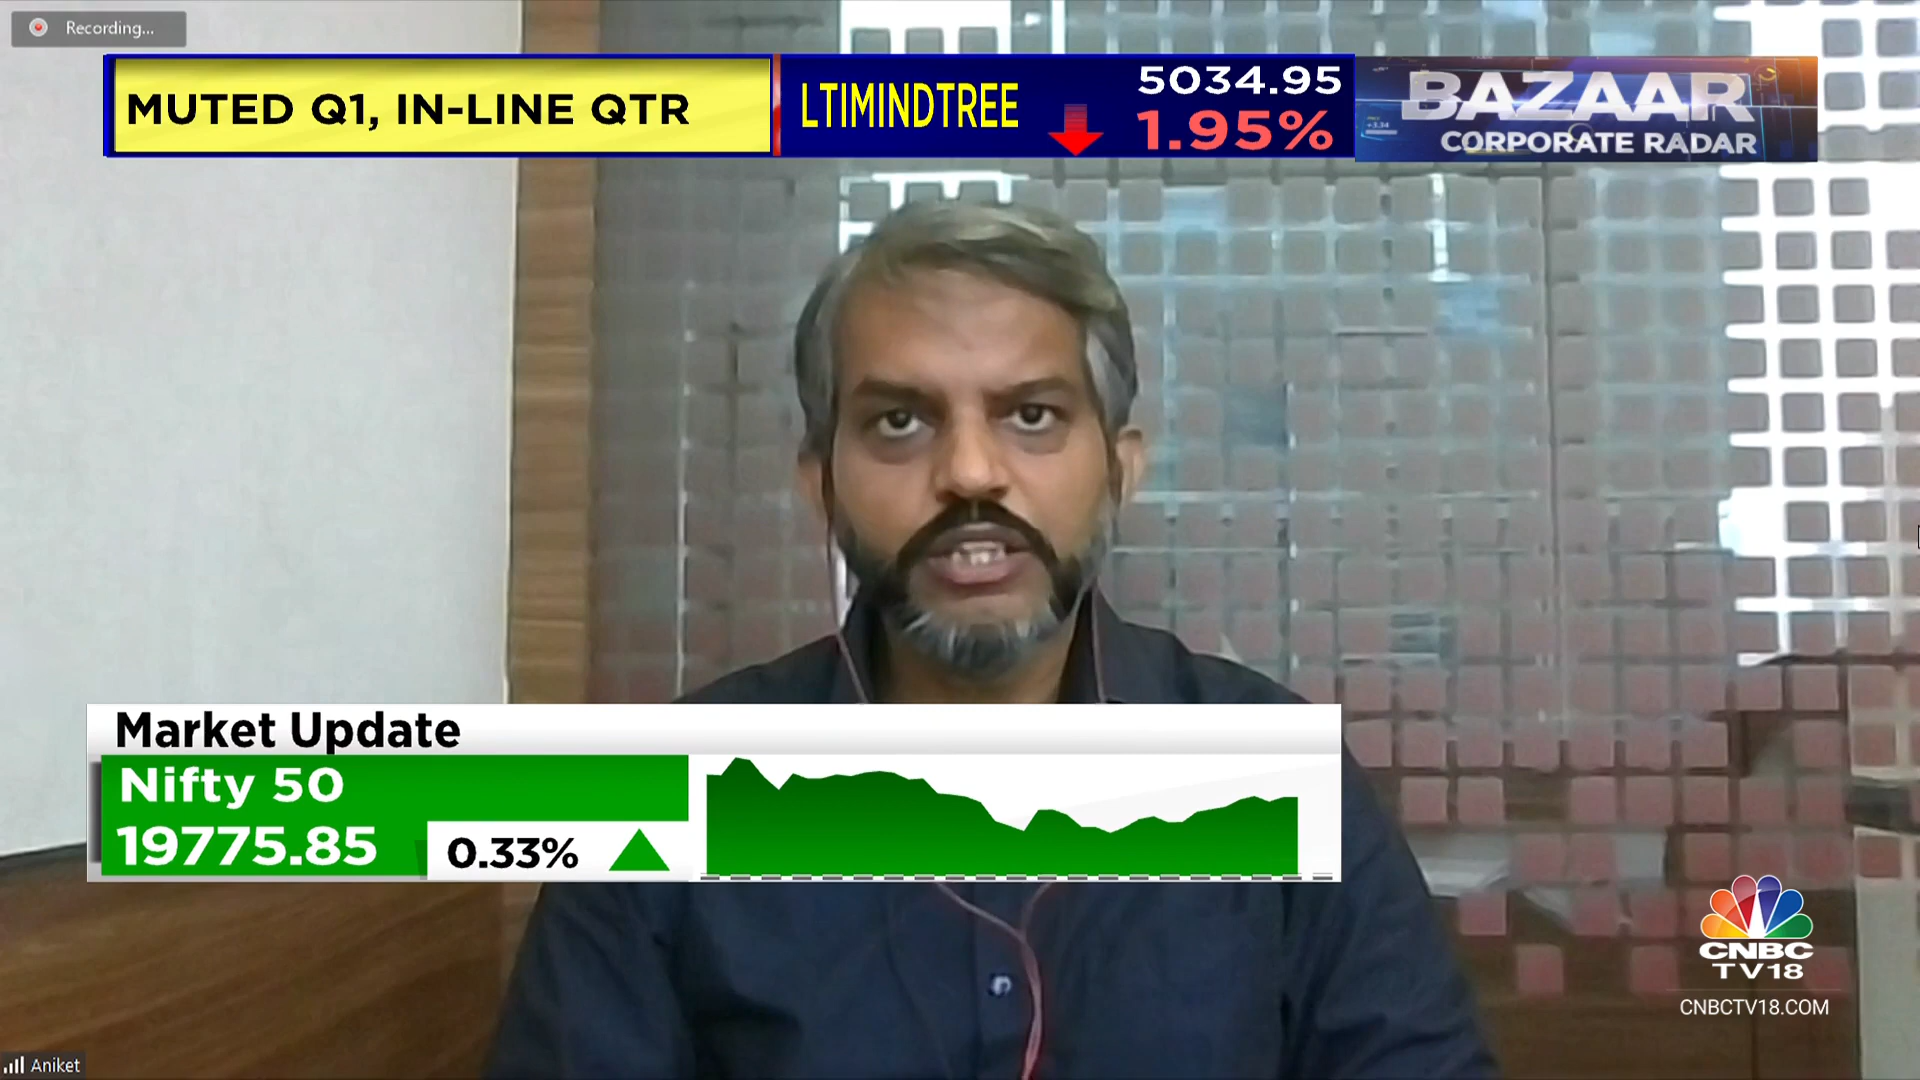 Recording...
MUTED Q1, IN-LINE QTR
LTIMINDTREE
5034.95
1.95%
BAZAAR
CORPORATE RADAR
Market Update
Nifty 50
19775.85
0.33%
CNBC
TV18
CNBCTV18.COM
Aniket